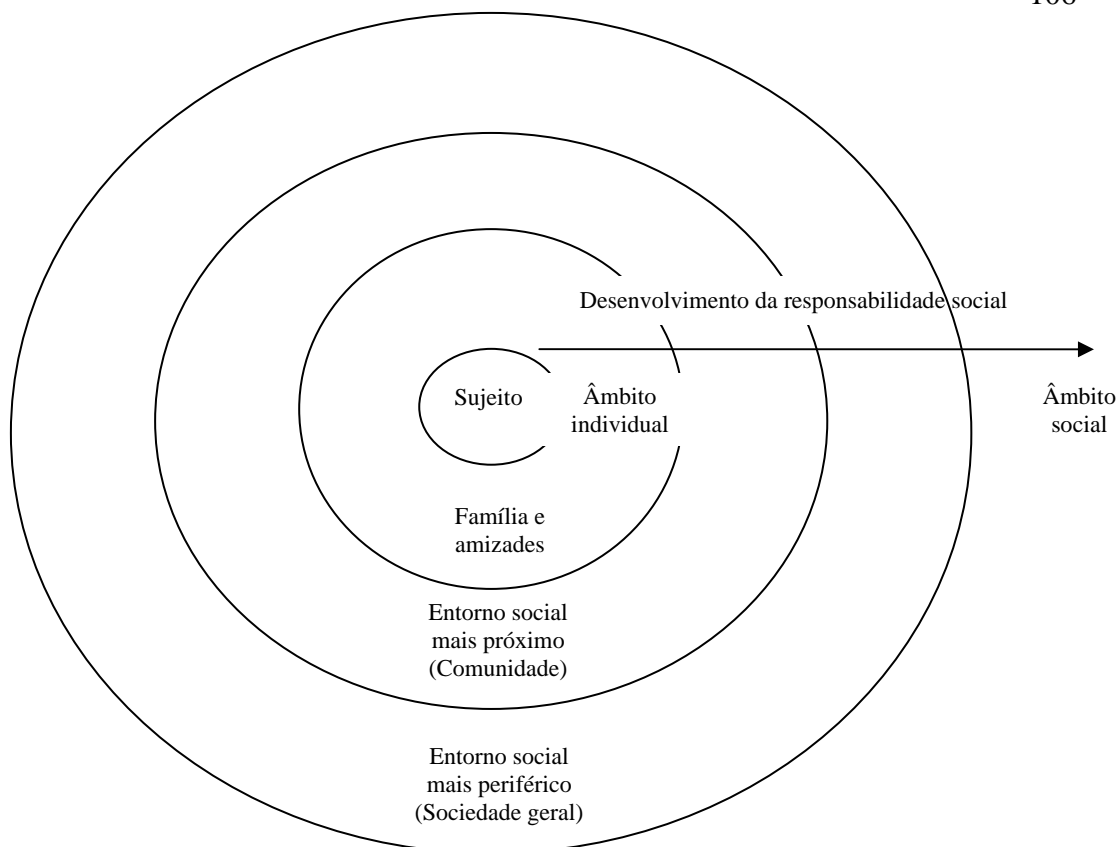 Desenvolvimento da responsabilidade social
Sujeito
Âmbito
individual
Âmbito
social
Família e
amizades
Entorno social
mais próximo
(Comunidade)
Entorno social
mais periférico
(Sociedade geral)